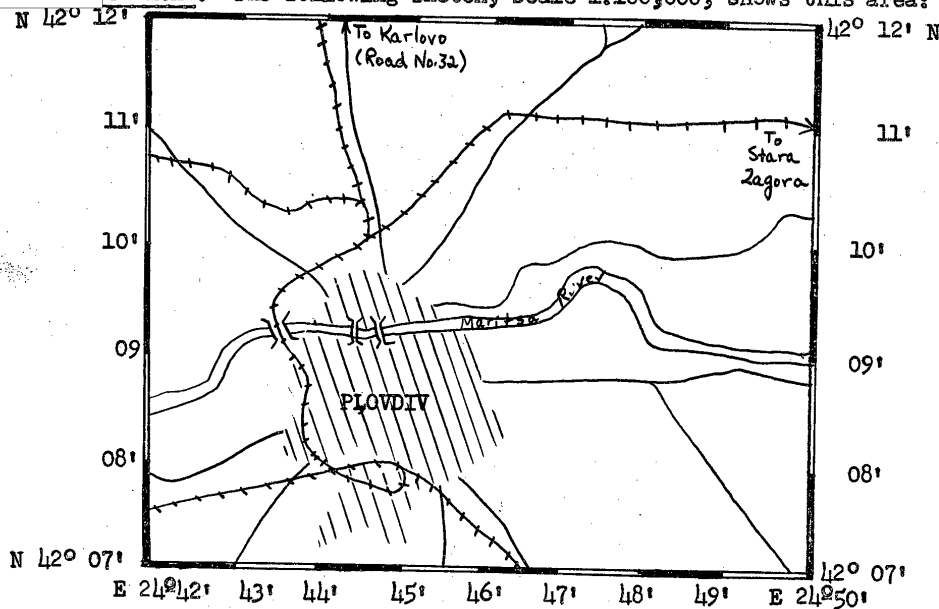 The following sketch, scale 1:100,000, shows this area:
N 42° 12'
42° 12' N
To Karlovo
(Road No.32)
11'
11'
To
Stara
Zagora
10'
10'
Maritsa River
09
09'
PLOVDIV
08'
08'
N 42° 07'
42° 07'
E 24° 42' 43' 44' 45' 46' 47' 48' 49' E 24° 50'